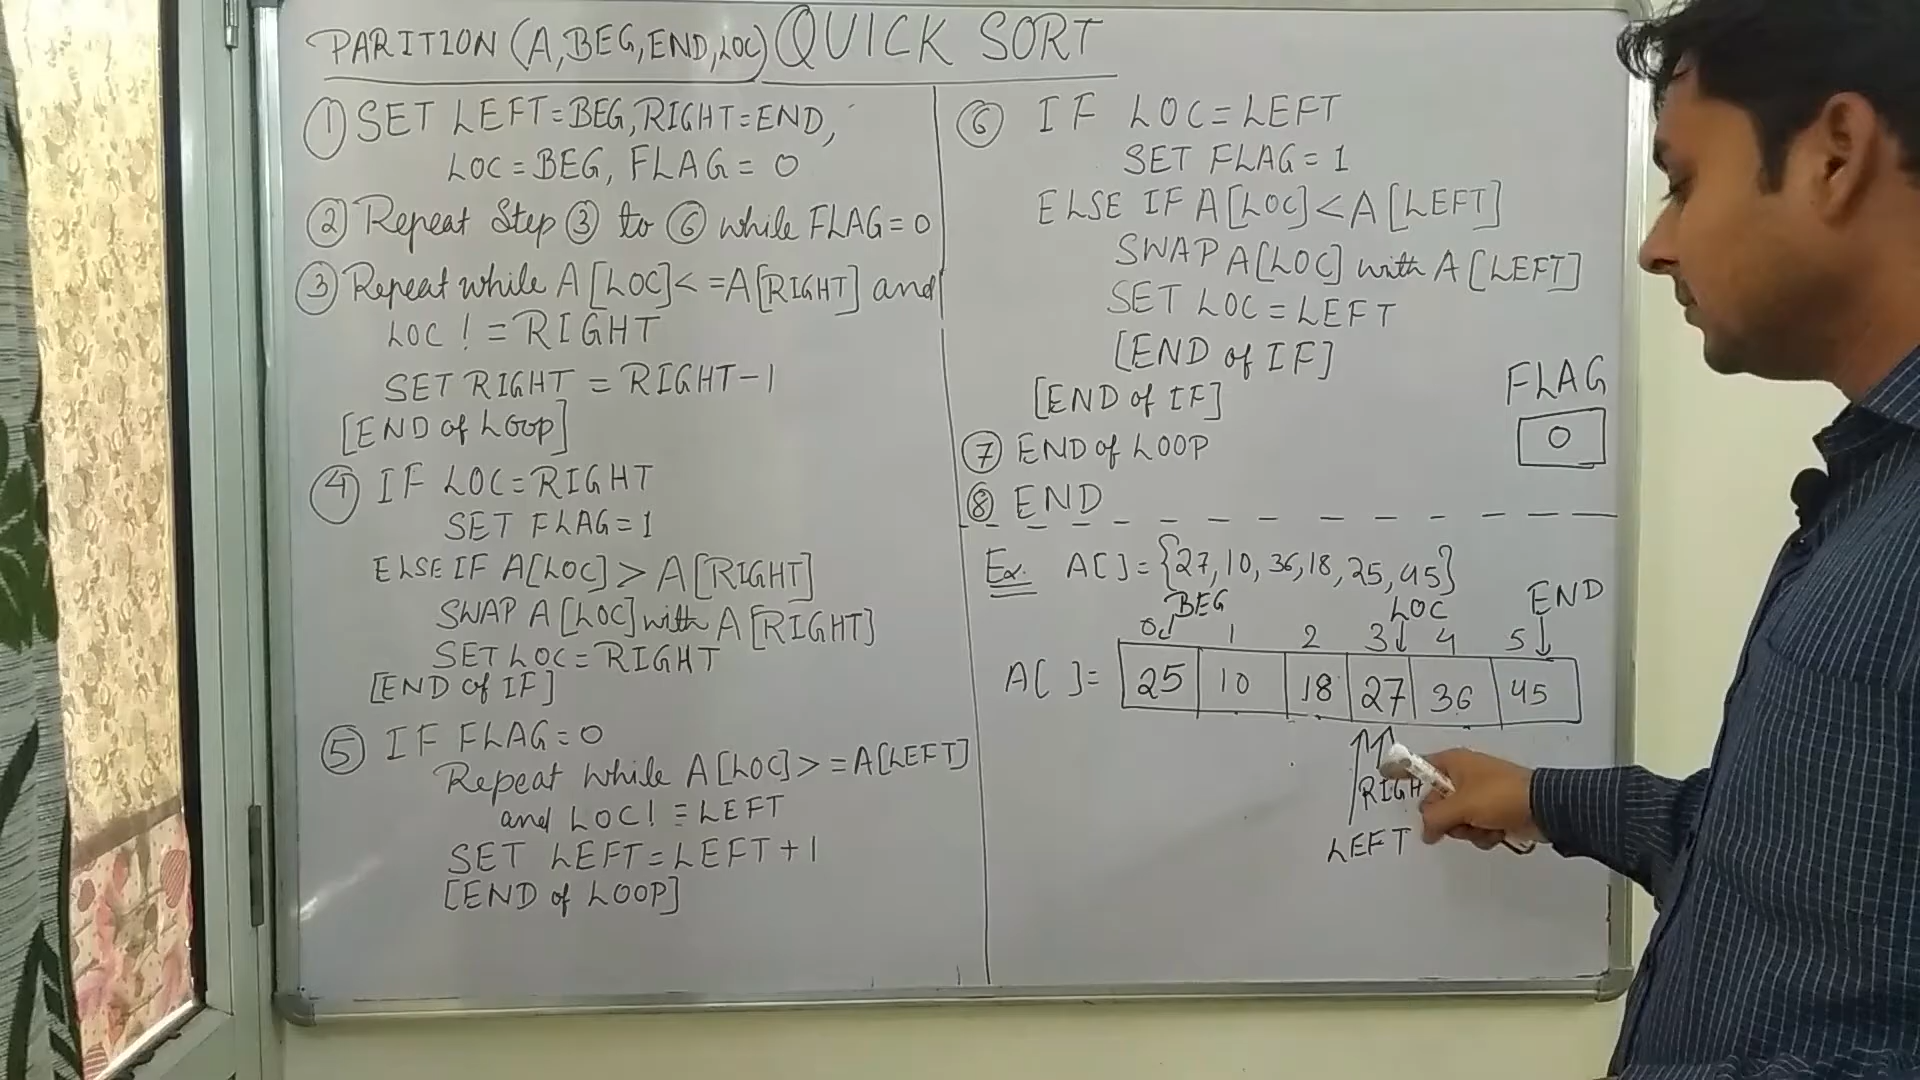 PARITION (A,BEG,END,LOC) QUICK SORT
① SET LEFT=BEG, RIGHT=END,
LOC=BEG, FLAG=0
② Repeat Step ③ to ⑥ while FLAG=0
③ Repeat while A[LOC]<=A[RIGHT] and
LOC!=RIGHT
SET RIGHT = RIGHT-1
[END of LOOP]
④ IF LOC=RIGHT
SET FLAG=1
ELSE IF A[LOC] > A[RIGHT]
SWAP A[LOC] with A[RIGHT]
SET LOC=RIGHT
[END of IF]
⑤ IF FLAG=0
Repeat while A[LOC]>=A[LEFT]
and LOC!=LEFT
SET LEFT=LEFT+1
[END of LOOP]
⑥ IF LOC=LEFT
SET FLAG=1
ELSE IF A[LOC]<A[LEFT]
SWAP A[LOC] with A[LEFT]
SET LOC=LEFT
[END of IF]
[END of IF]
⑦ END of LOOP
⑧ END
FLAG
0
Ex. A[]={27,10,36,18,25,45}
BEG LOC END
0 1 2 3 4 5
A[ ]= 25 10 18 27 36 45
RIGH
LEFT